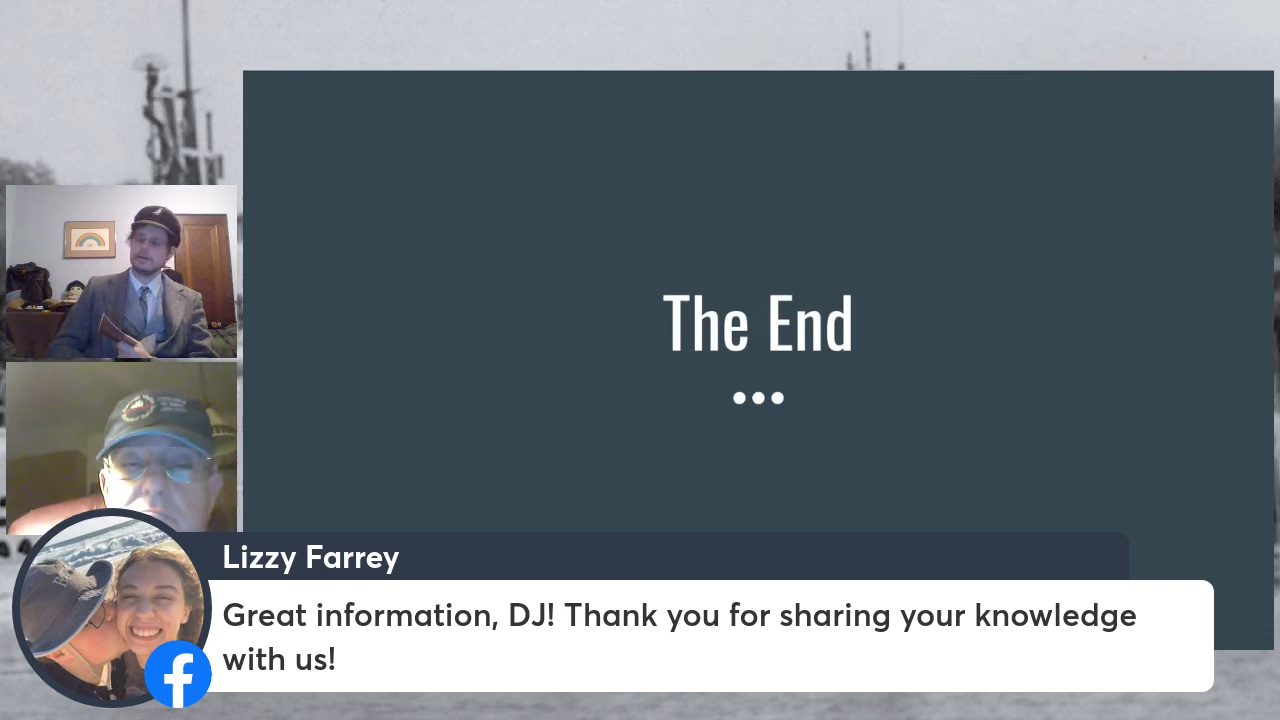 The End
Lizzy Farrey
Great information, DJ! Thank you for sharing your knowledge
with us!